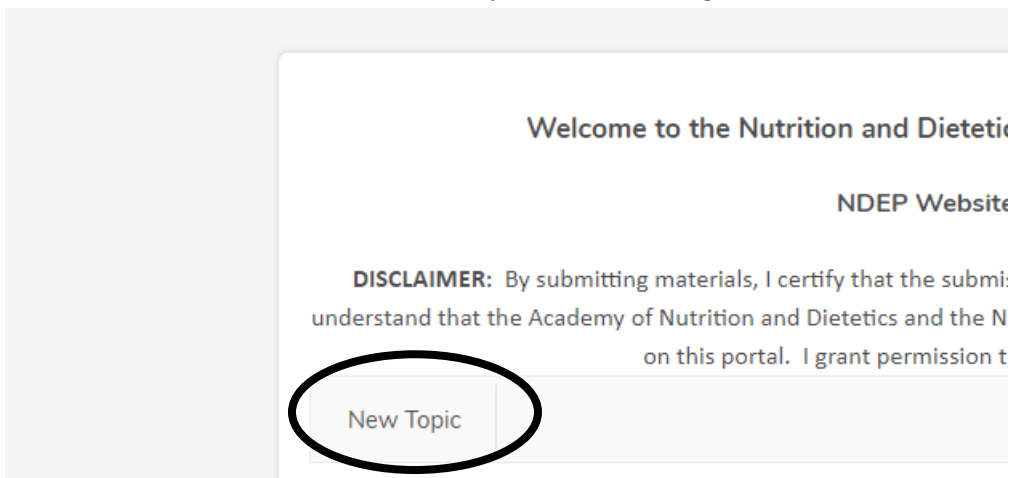 Welcome to the Nutrition and Dieteti
NDEP Website
DISCLAIMER: By submitting materials, I certify that the submi
understand that the Academy of Nutrition and Dietetics and the N
on this portal. I grant permission t
New Topic